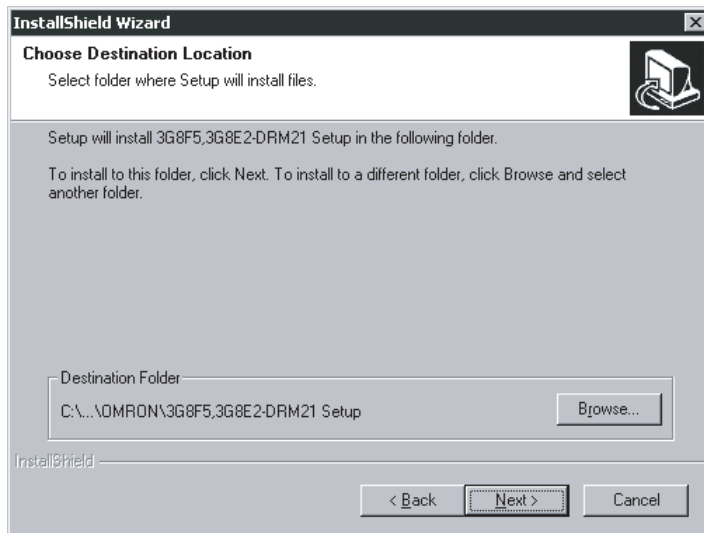 InstallShield Wizard
Choose Destination Location
Select folder where Setup will install files.
Setup will install 3G8F5,3G8E2-DRM21 Setup in the following folder.
To install to this folder, click Next. To install to a different folder, click Browse and select
another folder.
Destination Folder
C:\...\OMRON\3G8F5,3G8E2-DRM21 Setup
Browse...
InstallShield
< Back
Next >
Cancel